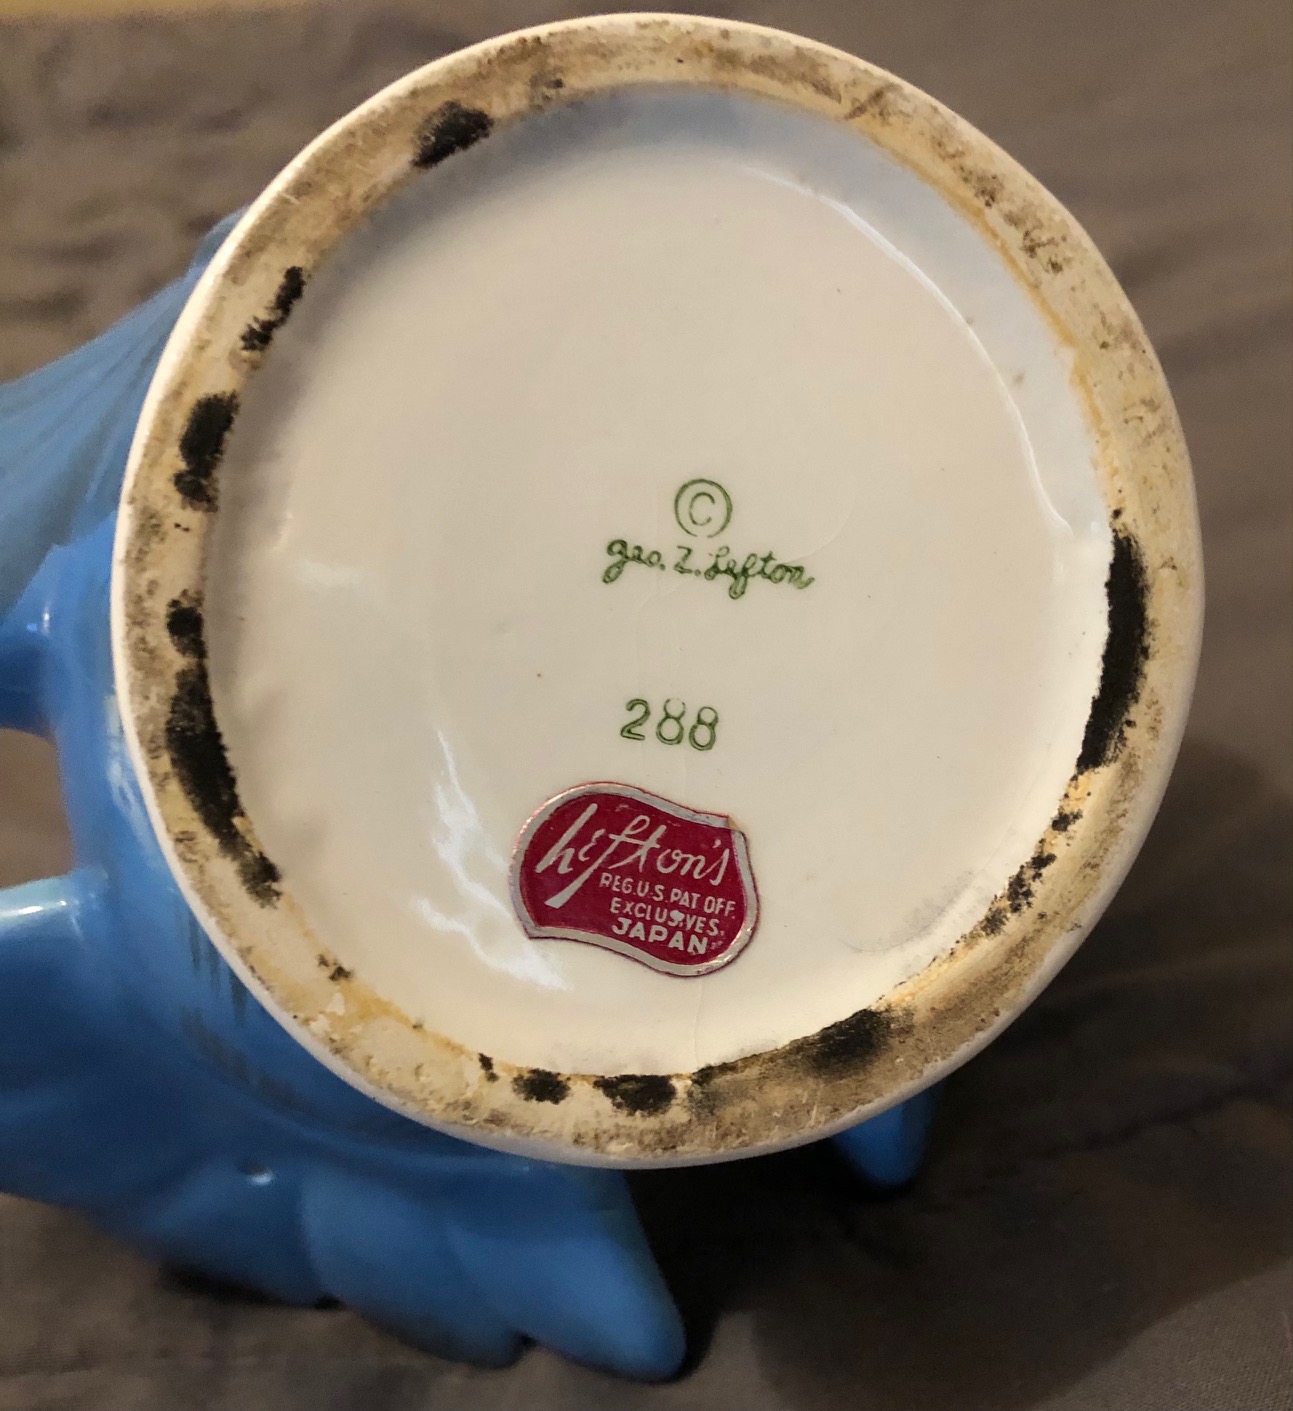 ©
Geo. Z. Lefton
288
Lefton's
REG.U.S.PAT OFF.
EXCLUSIVES.
JAPAN